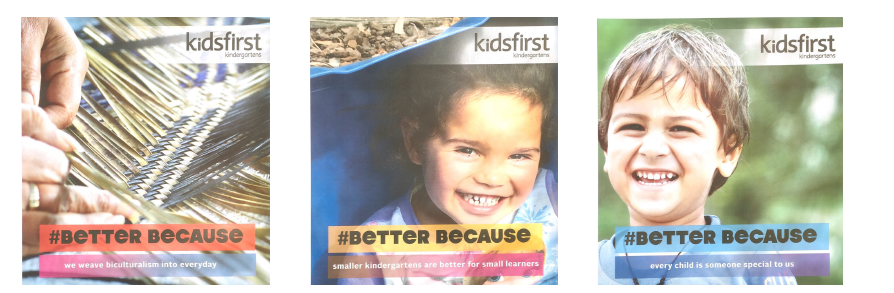 kidsfirst
kindergartens
#BETTER BECAUSE
we weave biculturalism into everyday
kidsfirst
kindergartens
#BETTER BECAUSE
smaller kindergartens are better for small learners
kidsfirst
kindergartens
#BETTER BECAUSE
every child is someone special to us